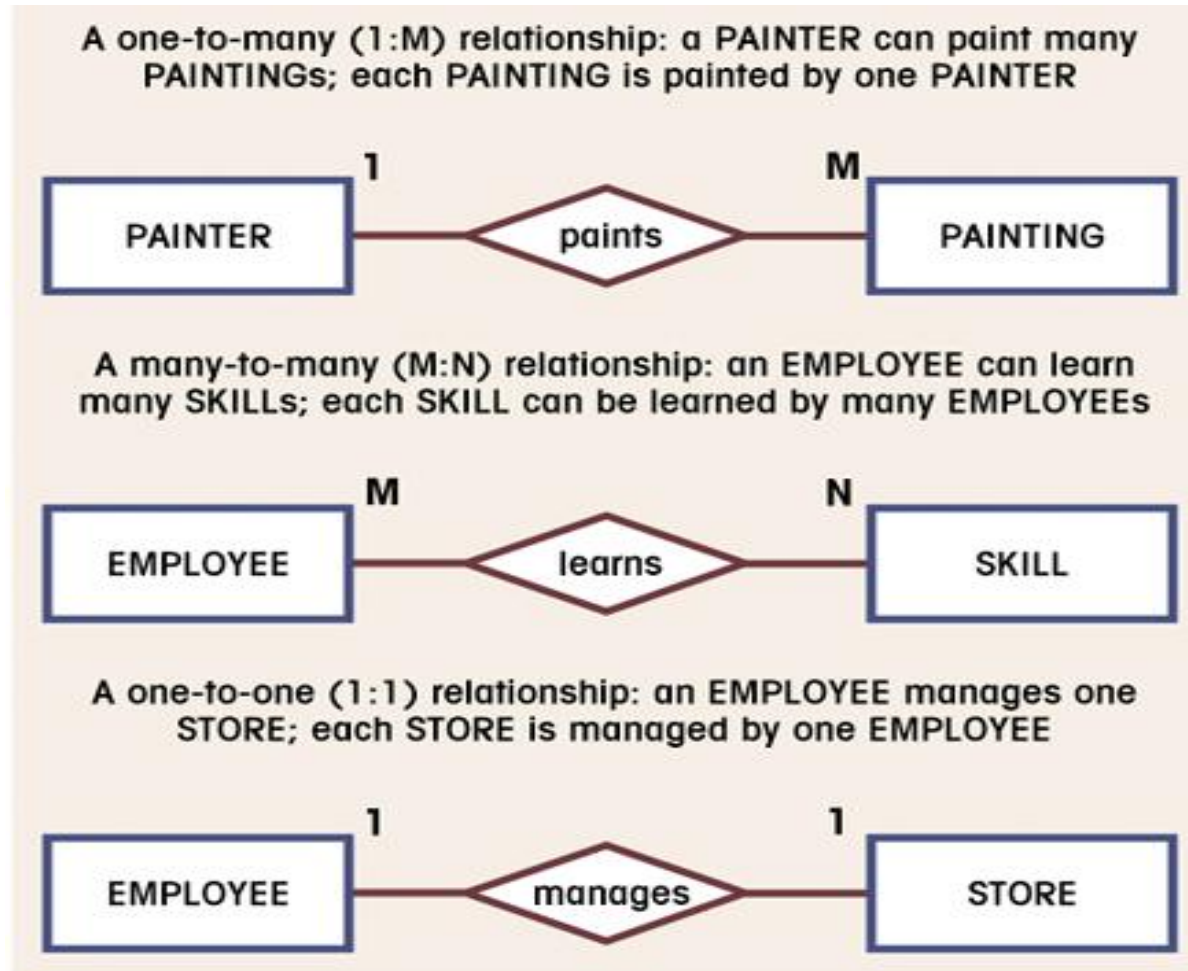 A one-to-many (1:M) relationship: a PAINTER can paint many
PAINTINGs; each PAINTING is painted by one PAINTER
1 M
PAINTER paints PAINTING
A many-to-many (M:N) relationship: an EMPLOYEE can learn
many SKILLs; each SKILL can be learned by many EMPLOYEEs
M N
EMPLOYEE learns SKILL
A one-to-one (1:1) relationship: an EMPLOYEE manages one
STORE; each STORE is managed by one EMPLOYEE
1 1
EMPLOYEE manages STORE